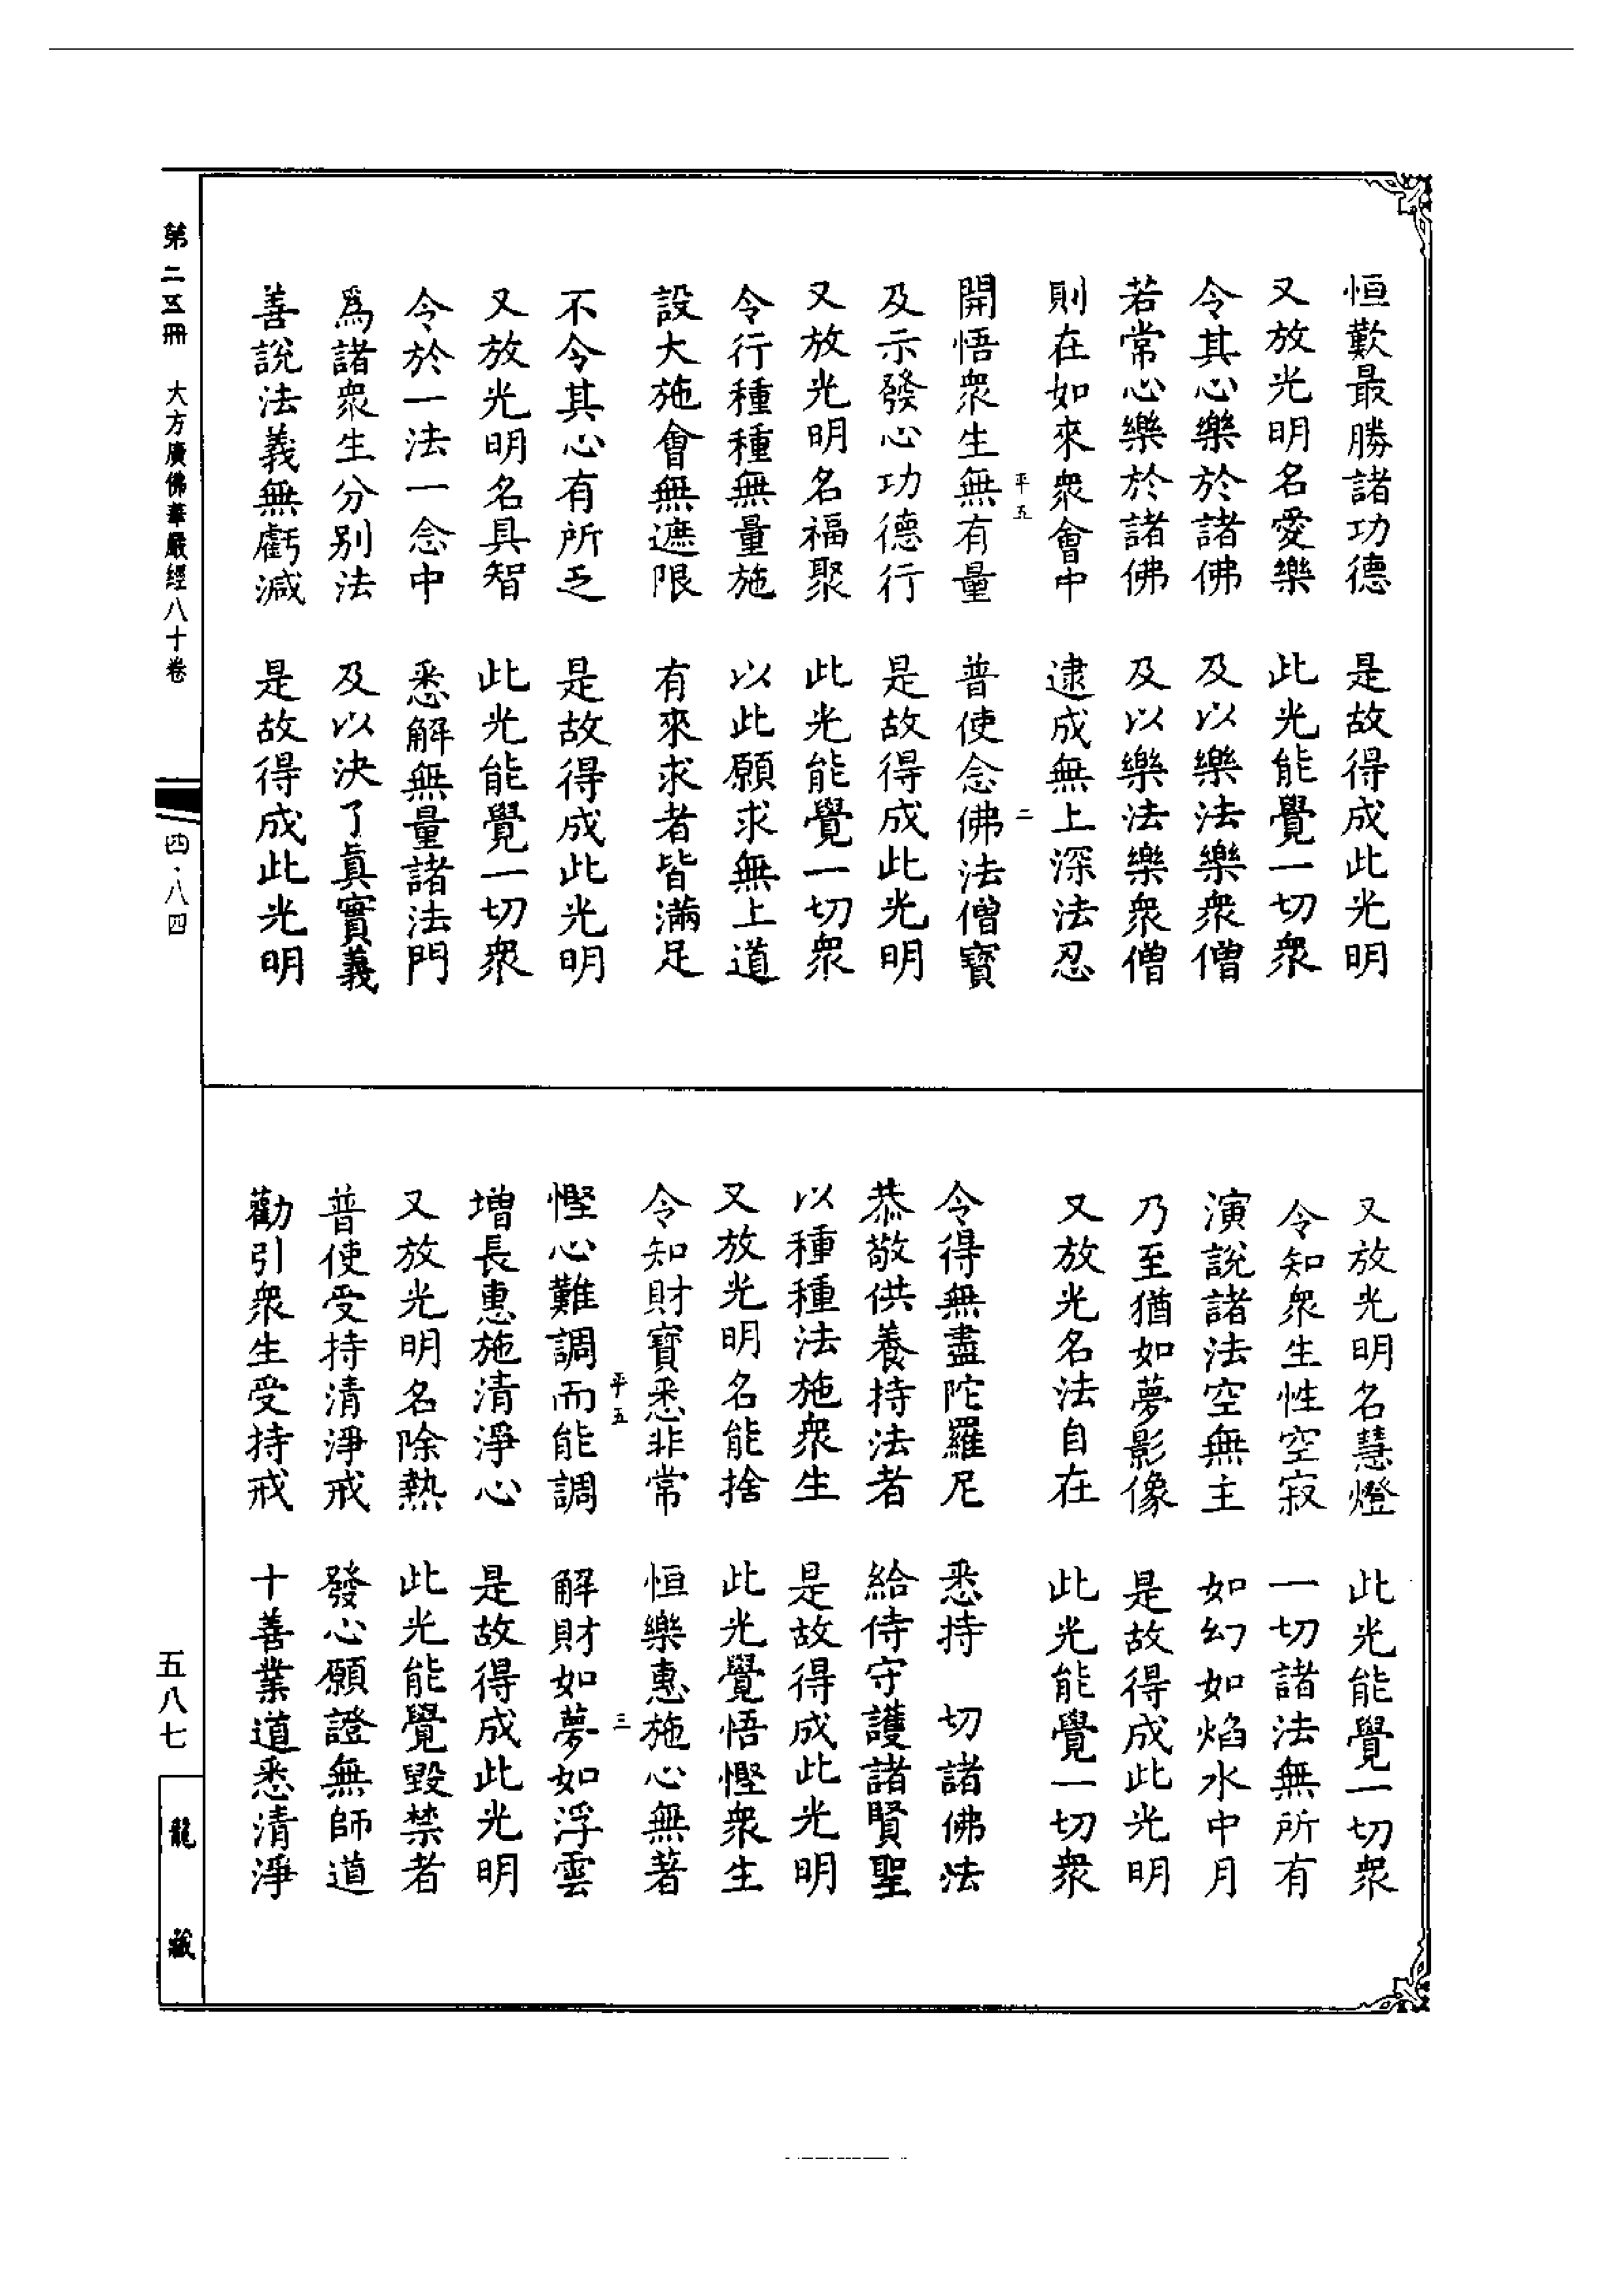 恒歎最勝諸功德　是故得成此光明
又放光明名愛樂　此光能覺一切衆
令其心樂於諸佛　及以樂法樂衆僧
若常心樂於諸佛　及以樂法樂衆僧
則在如來衆會中　逮成無上深法忍
平五　二
開悟衆生無有量　普使念佛法僧寶
及示發心功德行　是故得成此光明
又放光明名福聚　此光能覺一切衆
令行種種無量施　以此願求無上道
設大施會無遮限　有來求者皆滿足
不令其心有所乏　是故得成此光明
又放光明名具智　此光能覺一切衆
令於一法一念中　悉解無量諸法門
爲諸衆生分别法　及以決了眞實義
善說法義無虧減　是故得成此光明
又放光明名慧燈　此光能覺一切衆
令知衆生性空寂　一切諸法無所有
演說諸法空無主　如幻如焰水中月
乃至猶如夢影像　是故得成此光明
又放光名法自在　此光能覺一切衆
令得無盡陀羅尼　悉持　切諸佛法
恭敬供養持法者　給侍守護諸賢聖
以種種法施衆生　是故得成此光明
又放光明名能捨　此光覺悟慳衆生
令知財寶悉非常　恒樂惠施心無著
平五　三
慳心難調而能調　解財如夢如浮雲
增長惠施清淨心　是故得成此光明
又放光明名除熱　此光能覺毀禁者
普使受持清淨戒　發心願證無師道
勸引衆生受持戒　十善業道悉清淨
第二五冊　大方廣佛華嚴經八十卷
四·八四
五八七
龍藏